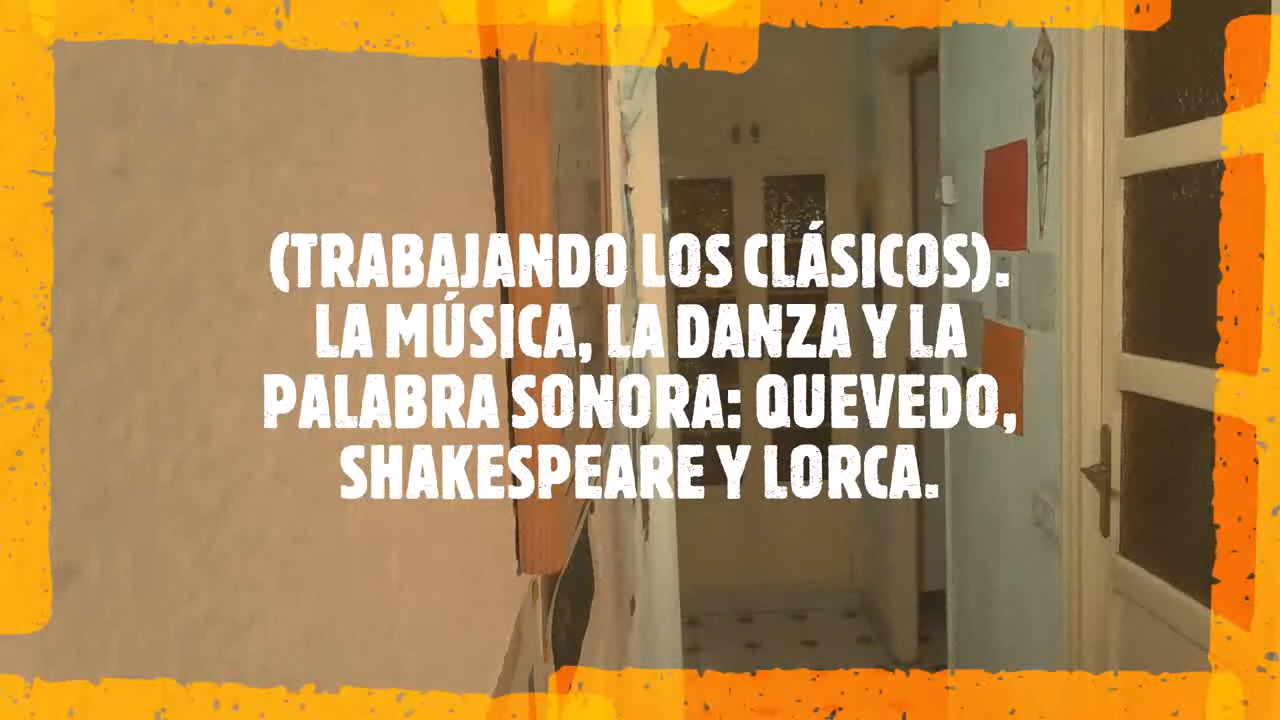 (TRABAJANDO LOS CLÁSICOS).
LA MÚSICA, LA DANZA Y LA
PALABRA SONORA: QUEVEDO,
SHAKESPEARE Y LORCA.